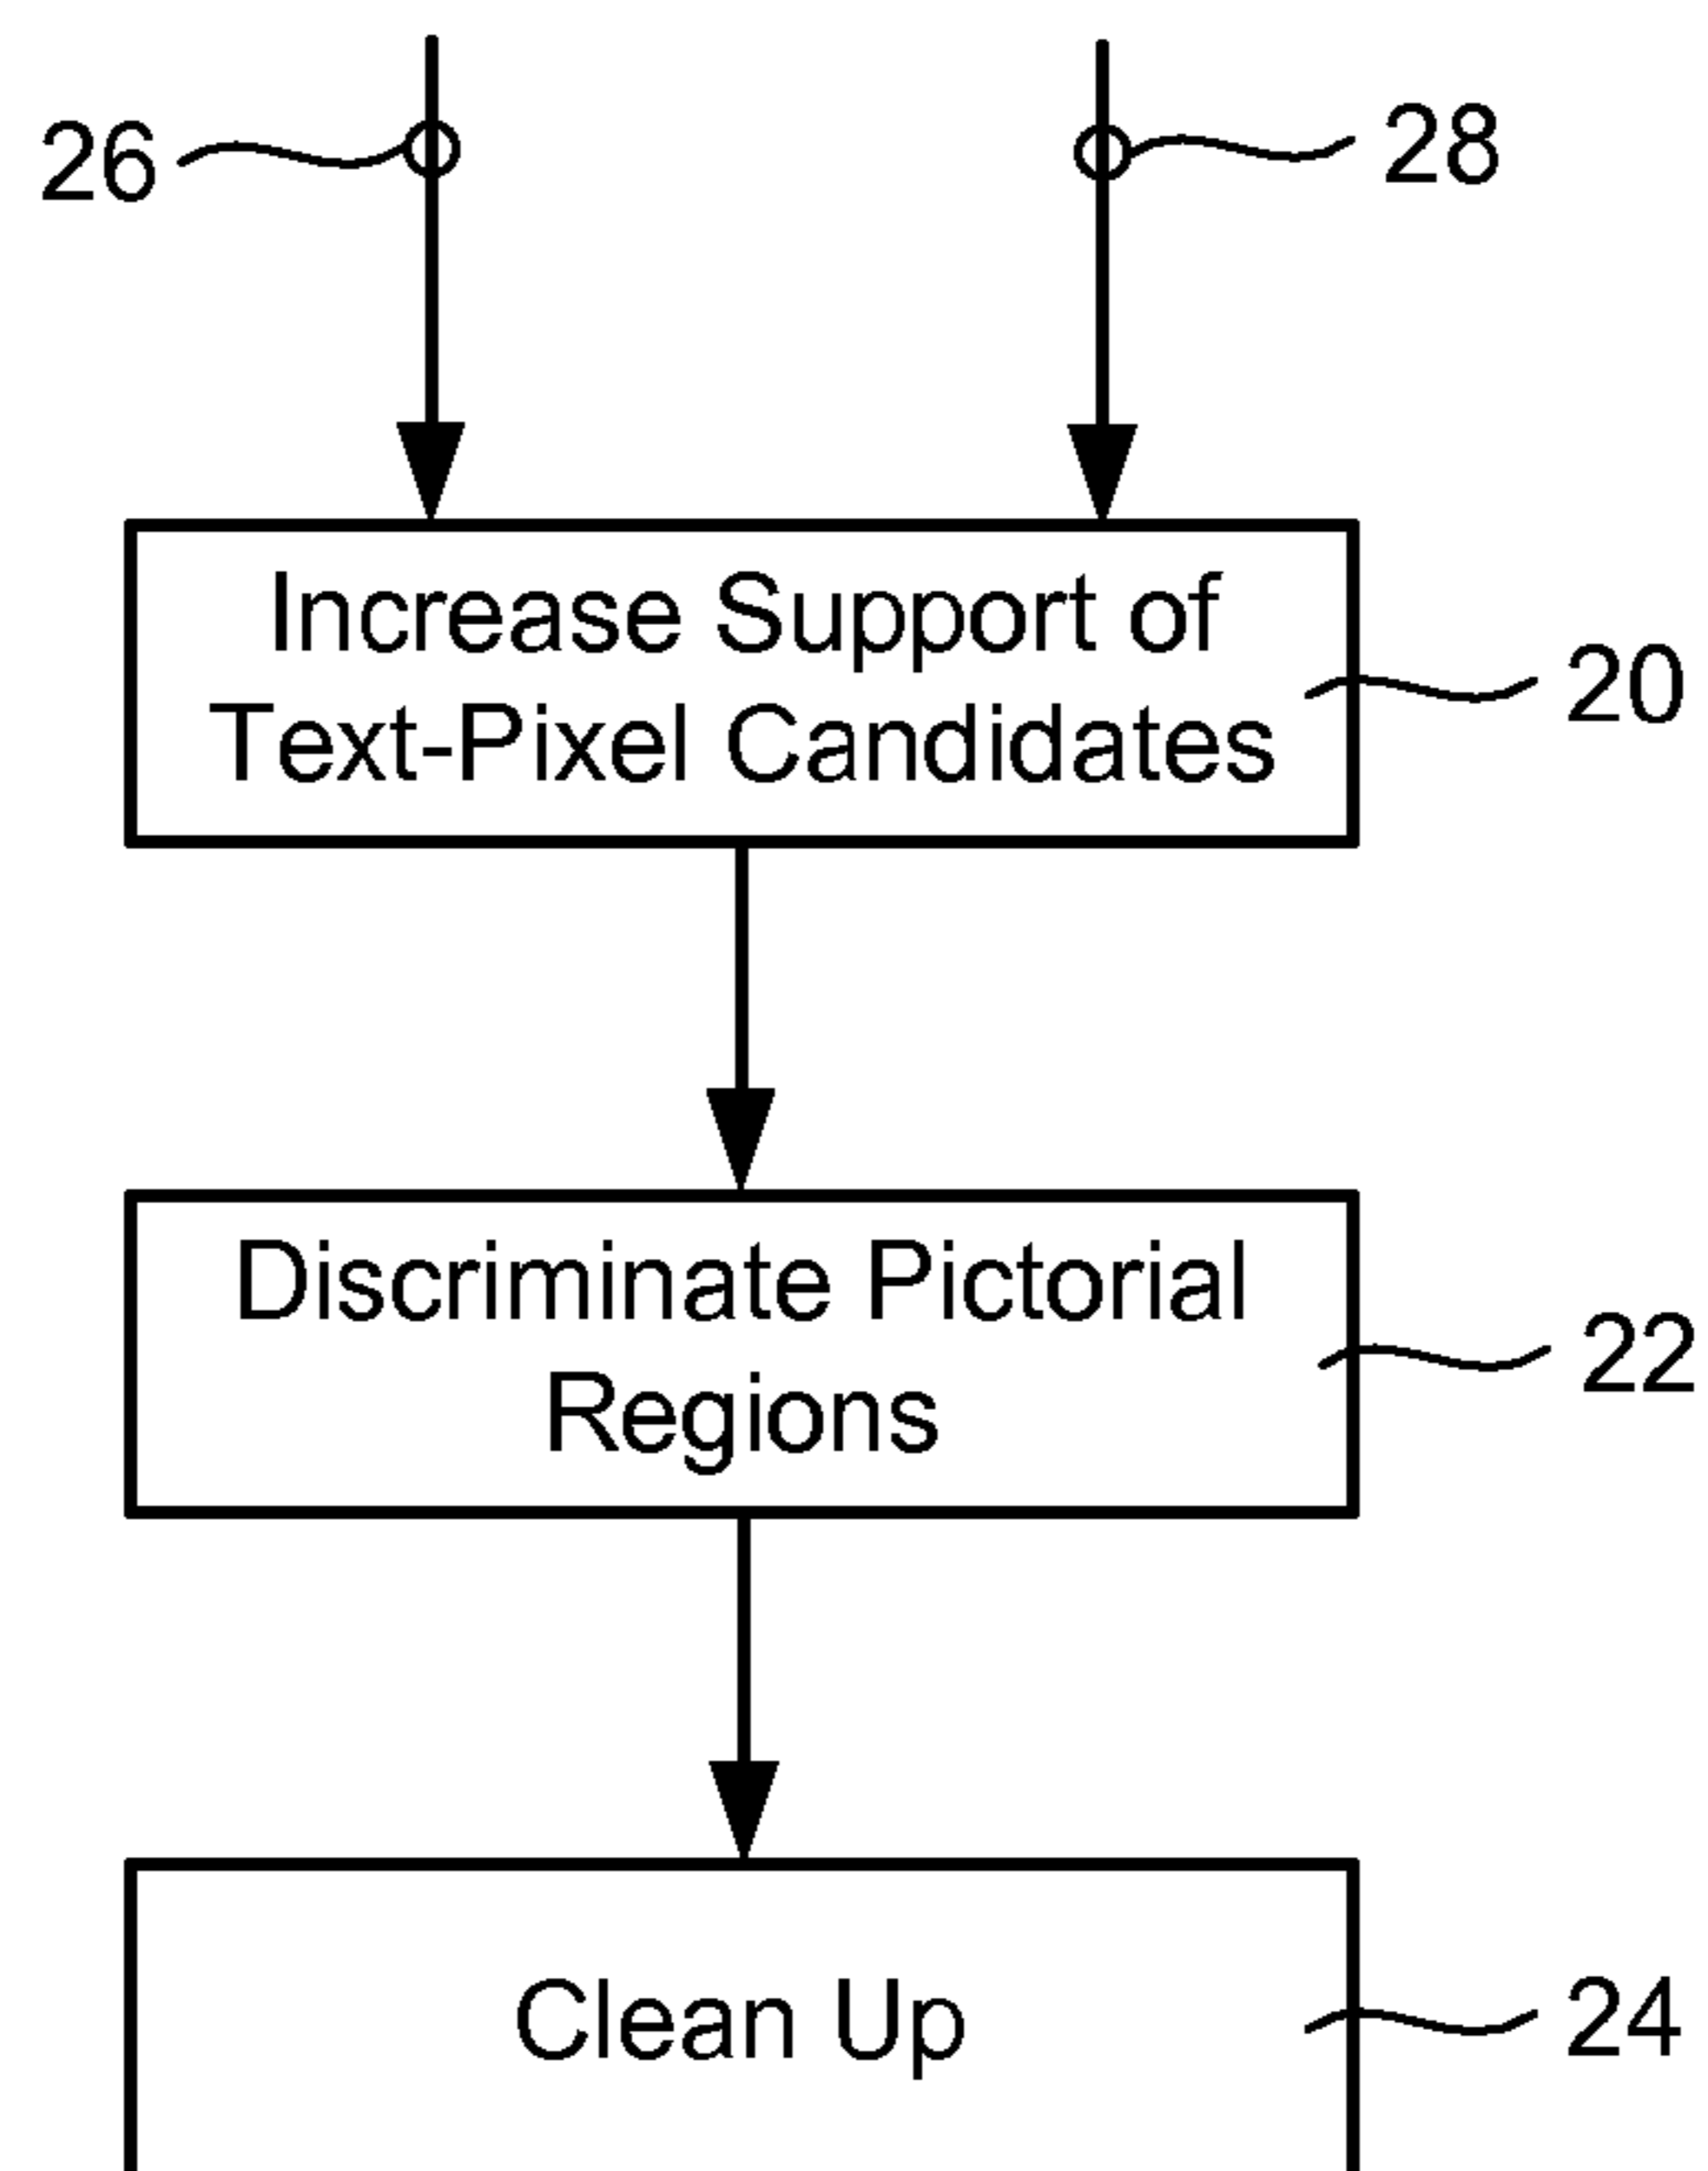 26
28
Increase Support of
Text-Pixel Candidates
20
Discriminate Pictorial
Regions
22
Clean Up
24